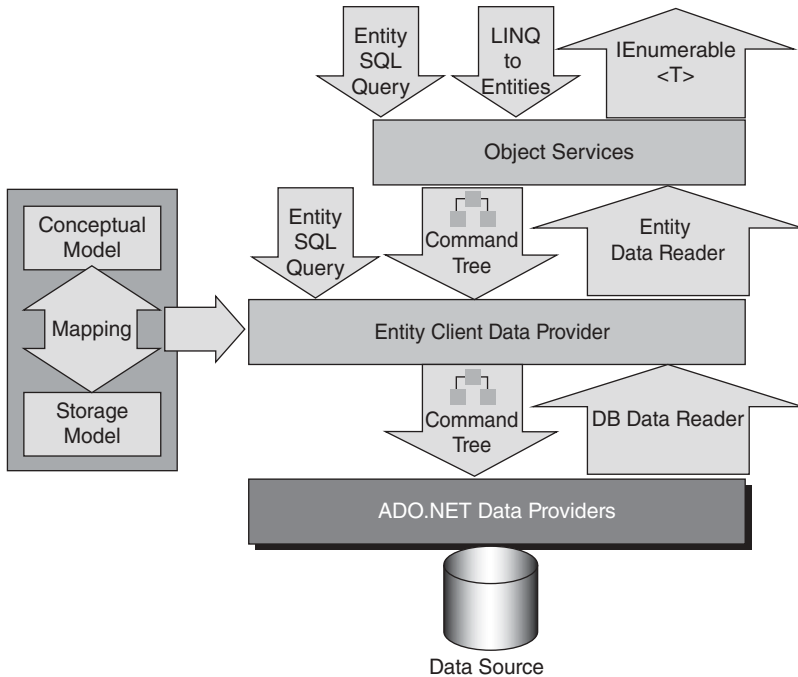 Entity
SQL
Query
LINQ
to
Entities
IEnumerable
<T>
Object Services
Conceptual
Model
Mapping
Storage
Model
Entity
SQL
Query
Command
Tree
Entity
Data Reader
Entity Client Data Provider
Command
Tree
DB Data Reader
ADO.NET Data Providers
Data Source